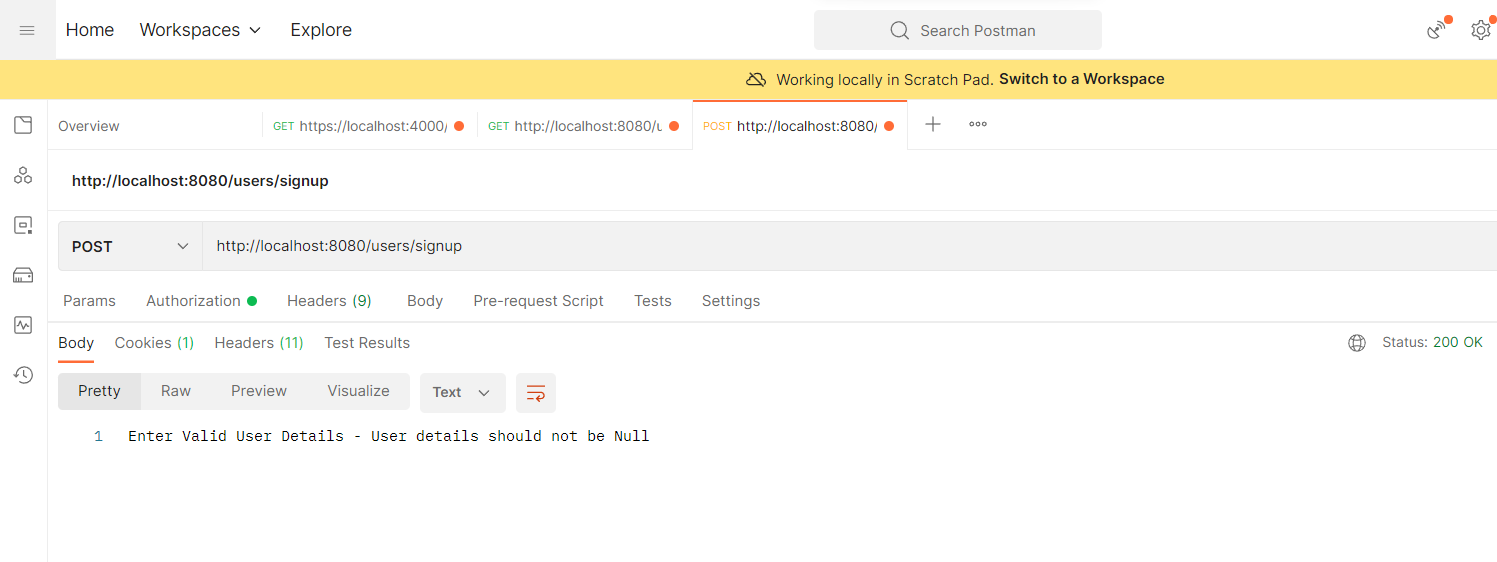 Home Workspaces Explore Search Postman
Working locally in Scratch Pad. Switch to a Workspace
Overview GET https://localhost:4000/ GET http://localhost:8080/u POST http://localhost:8080/
http://localhost:8080/users/signup
POST http://localhost:8080/users/signup
Params Authorization Headers (9) Body Pre-request Script Tests Settings
Body Cookies (1) Headers (11) Test Results Status: 200 OK
Pretty Raw Preview Visualize Text
1 Enter Valid User Details - User details should not be Null